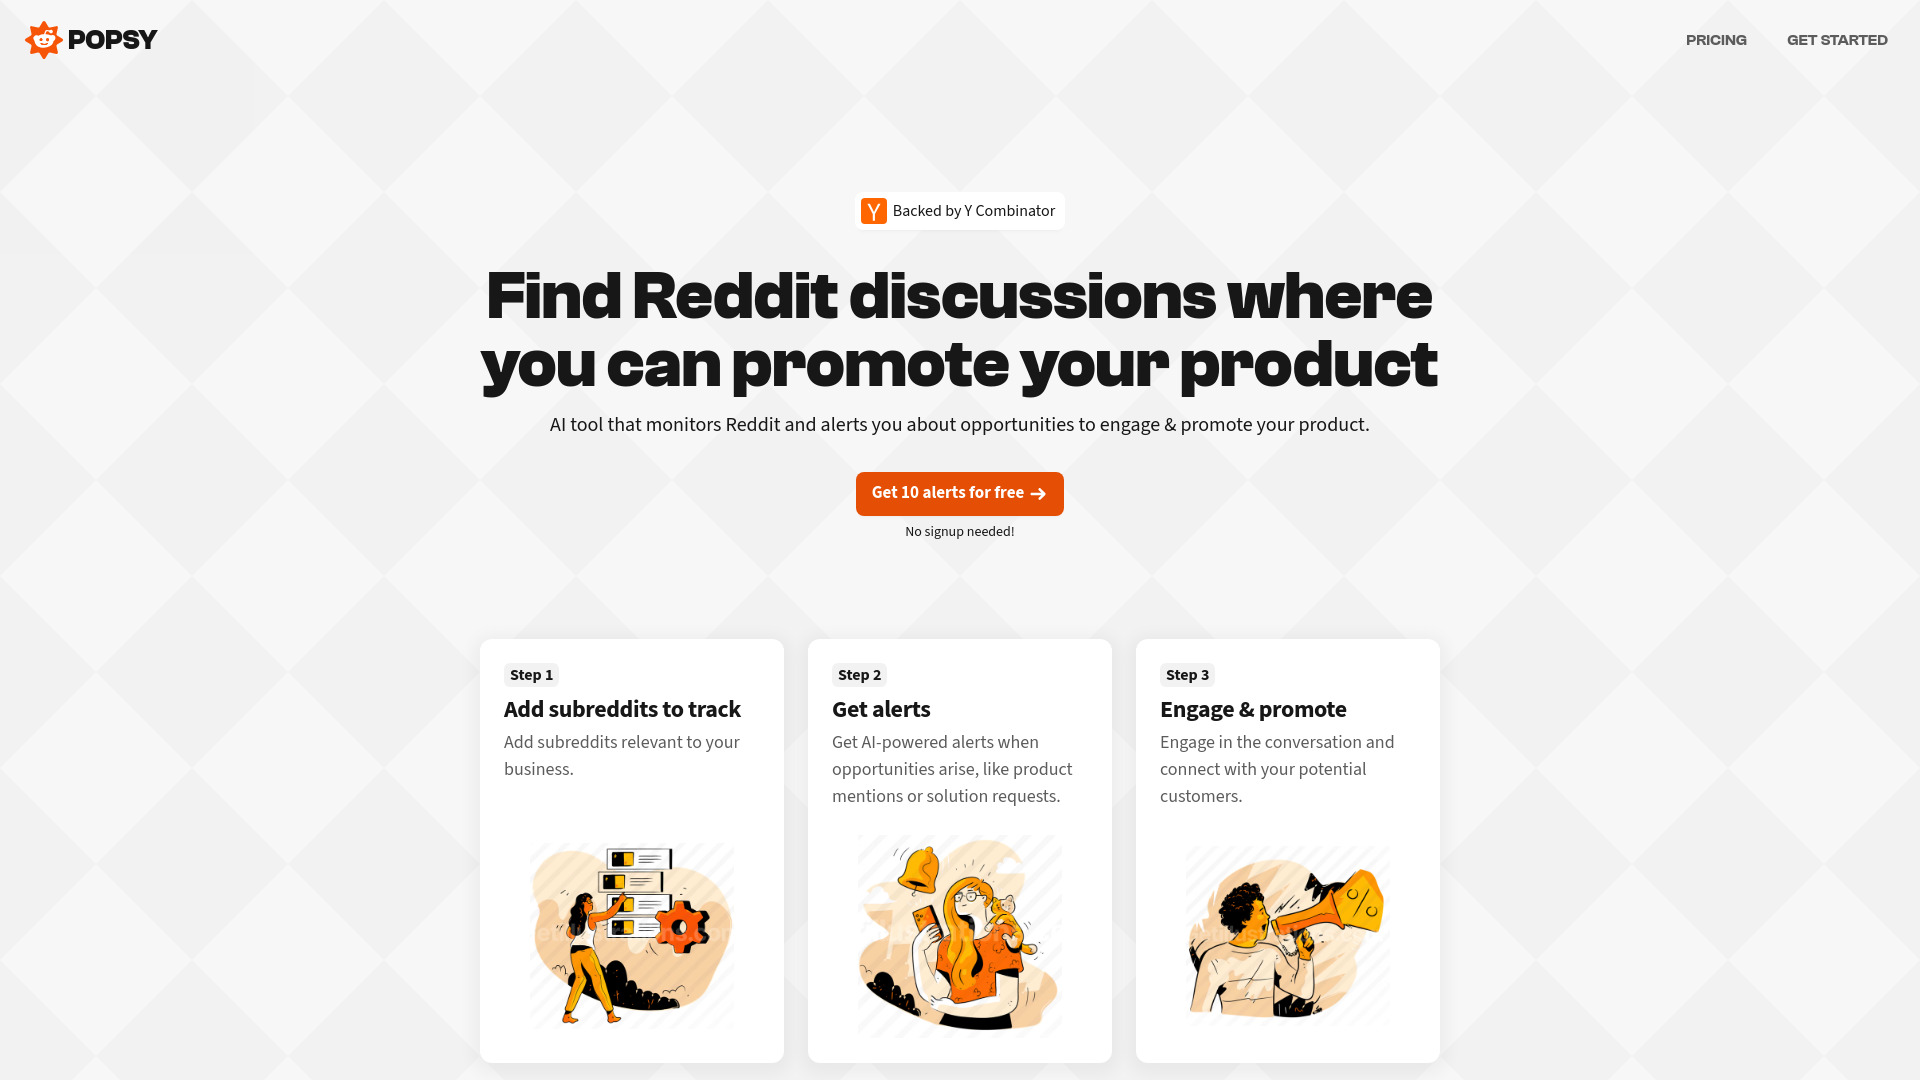 POPSY
PRICING
GET STARTED
Backed by Y Combinator
Find Reddit discussions where
you can promote your product
AI tool that monitors Reddit and alerts you about opportunities to engage & promote your product.
Get 10 alerts for free →
No signup needed!
Step 1
Add subreddits to track
Add subreddits relevant to your
business.
Step 2
Get alerts
Get AI-powered alerts when
opportunities arise, like product
mentions or solution requests.
Step 3
Engage & promote
Engage in the conversation and
connect with your potential
customers.